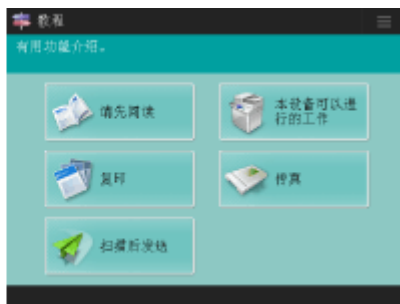 教程
有用功能介绍。
请先阅读
本设备可以进
行的工作
复印
传真
扫描后发送